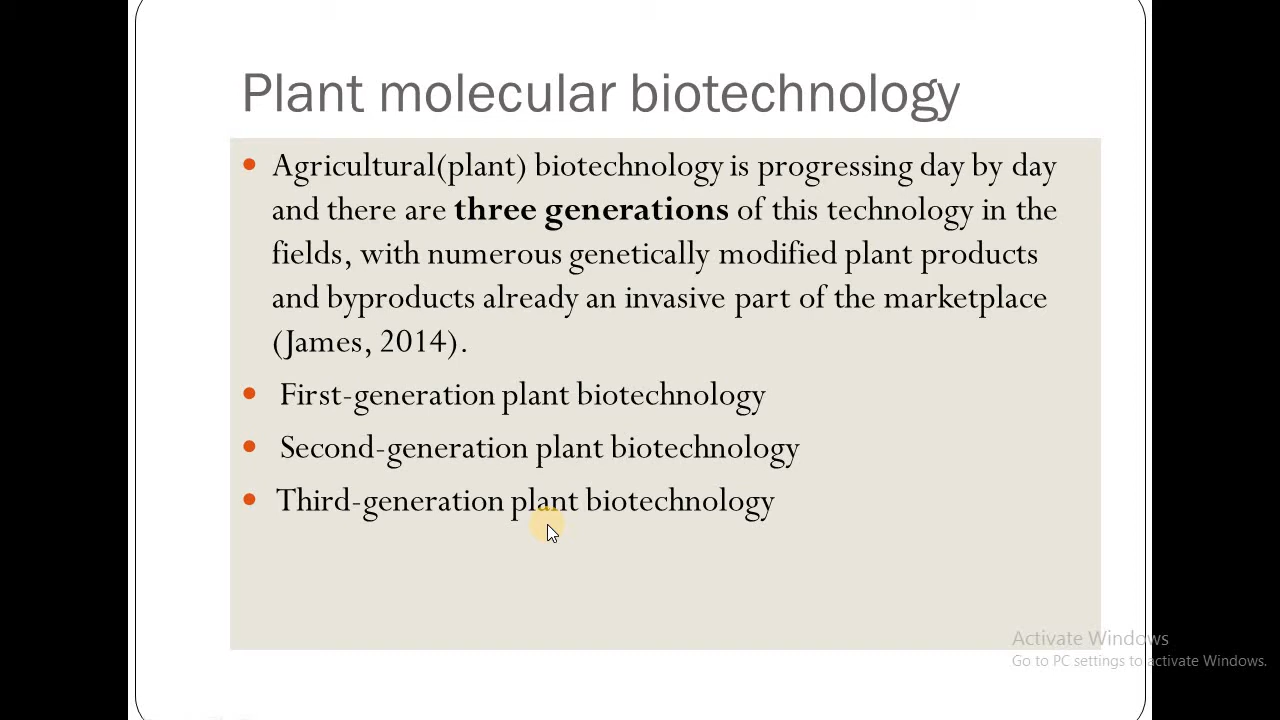 Plant molecular biotechnology
Agricultural(plant) biotechnology is progressing day by day
and there are three generations of this technology in the
fields, with numerous genetically modified plant products
and byproducts already an invasive part of the marketplace
(James, 2014).
First-generation plant biotechnology
Second-generation plant biotechnology
Third-generation plant biotechnology
Activate Windows
Go to PC settings to activate Windows.